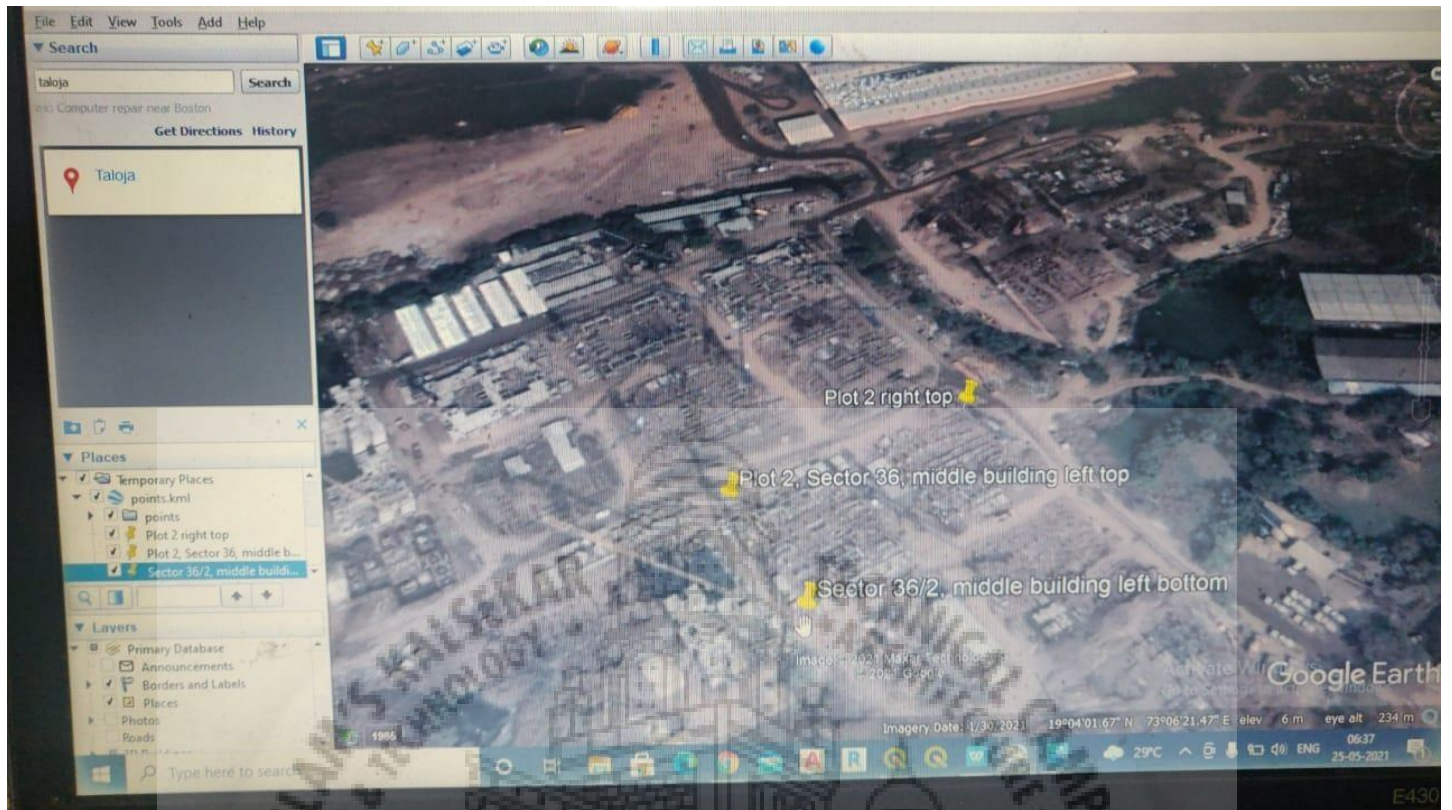 File Edit View Tools Add Help
Search
taloja
Search
ex: Computer repair near Boston
Get Directions History
Taloja
Places
Temporary Places
points.kml
points
Plot 2 right top
Plot 2, Sector 36, middle b...
Sector 36/2, middle buildi...
Layers
Primary Database
Announcements
Borders and Labels
Places
Photos
Roads
Plot 2 right top
Plot 2, Sector 36, middle building left top
Sector 36/2, middle building left bottom
KALSEKAR
TECHNOLOGY
Google Earth
1985
Imagery Date: 1/30/2021 19°04'01.67" N 73°06'21.47" E elev 6 m eye alt 234 m
Type here to search
29°C ENG
06:37
25-05-2021
E430